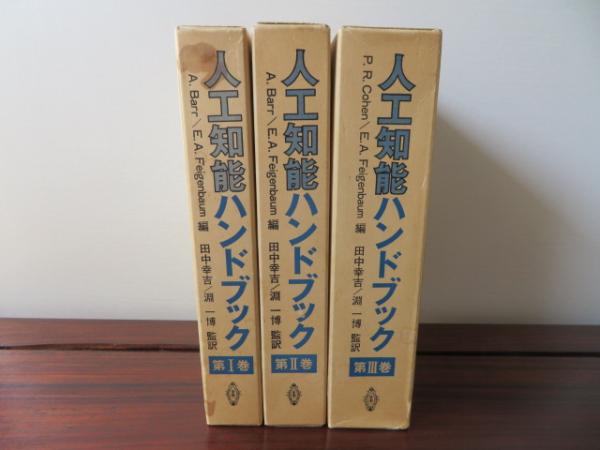 人工知能ハンドブック
A. Barr/E. A. Feigenbaum 編
田中幸吉/淵 一博 監訳
第I巻
人工知能ハンドブック
A. Barr/E. A. Feigenbaum 編
田中幸吉/淵 一博 監訳
第II巻
人工知能ハンドブック
P. R. Cohen/E. A. Feigenbaum 編
田中幸吉/淵 一博 監訳
第III巻